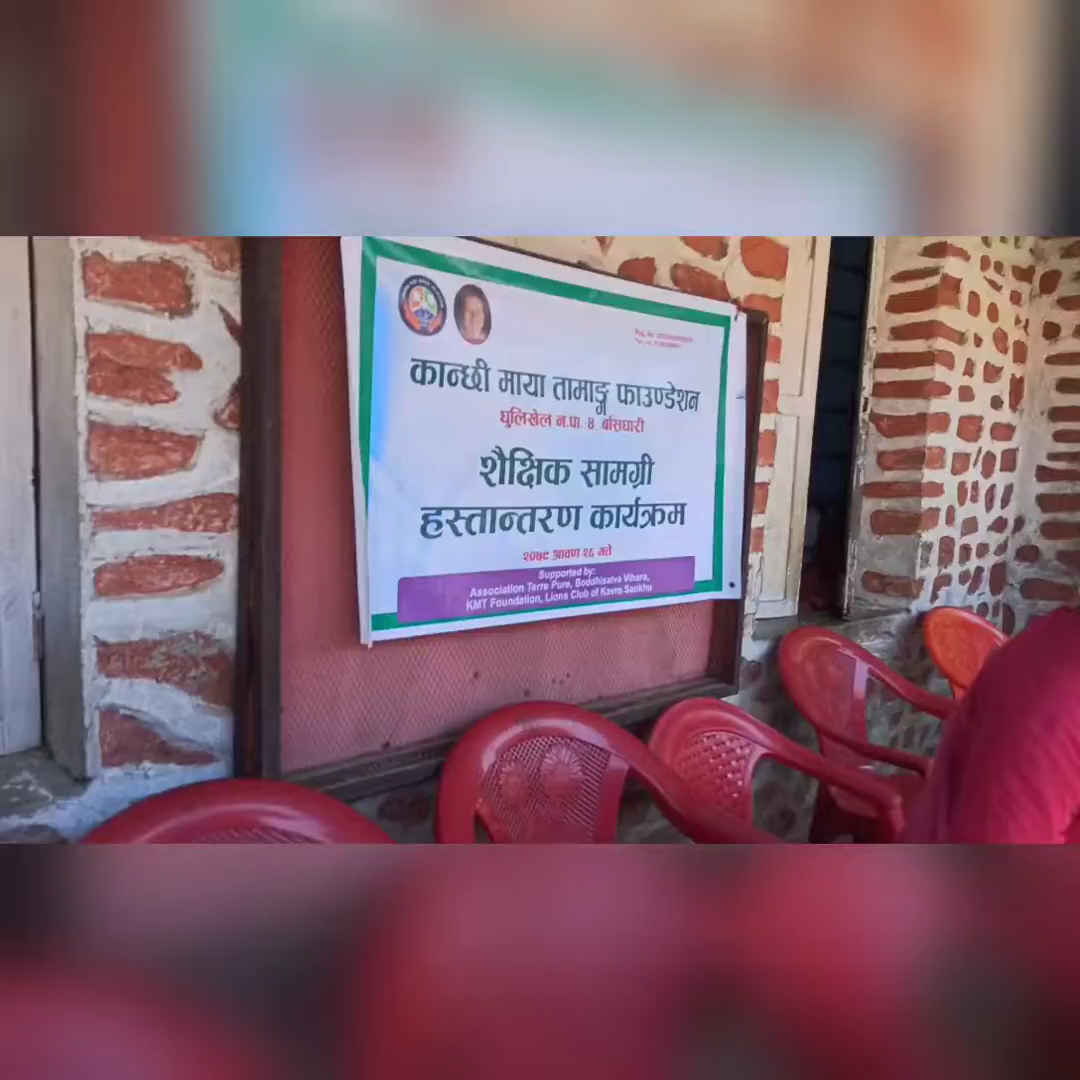 कान्छी माया तामाङ्ग फाउण्डेशन
धुलिखेल न.पा. ४, बाँसघारी
शैक्षिक सामग्री
हस्तान्तरण कार्यक्रम
२०७९ श्रावण २६ गते
Supported by:
Association Terre Pure, Boddhisatva Vihara,
KMT Foundation, Lions Club of Kavre Sankhu